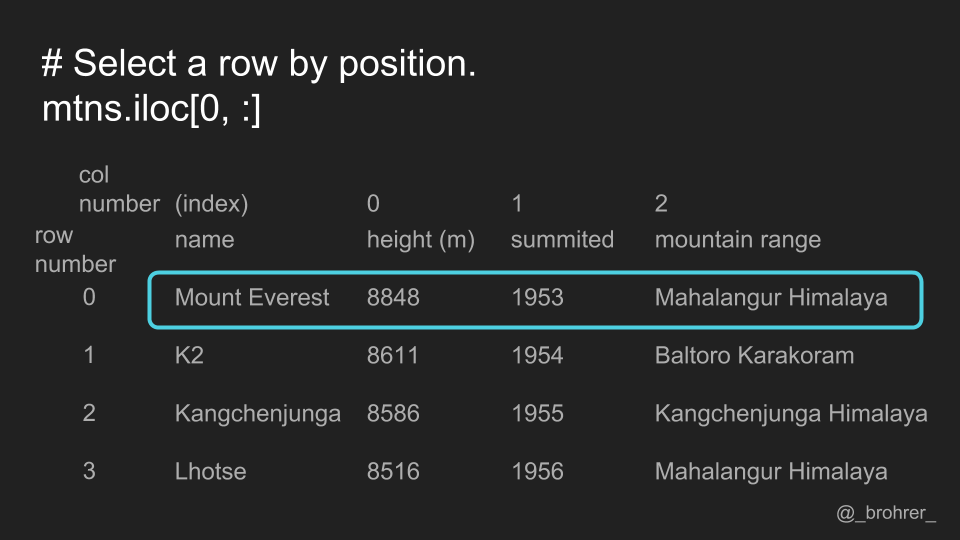 # Select a row by position.
mtns.iloc[0, :]
col
number (index) 0 1 2
row
number name height (m) summited mountain range
0 Mount Everest 8848 1953 Mahalangur Himalaya
1 K2 8611 1954 Baltoro Karakoram
2 Kangchenjunga 8586 1955 Kangchenjunga Himalaya
3 Lhotse 8516 1956 Mahalangur Himalaya
@_brohrer_